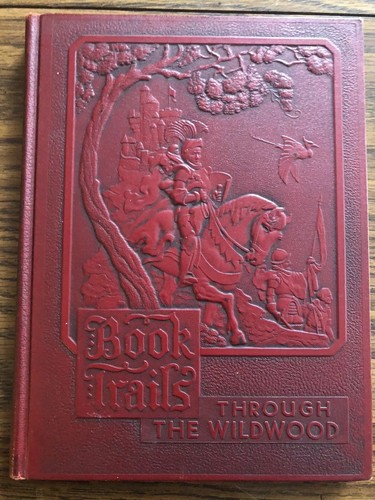 Book
Trails
THROUGH
THE WILDWOOD